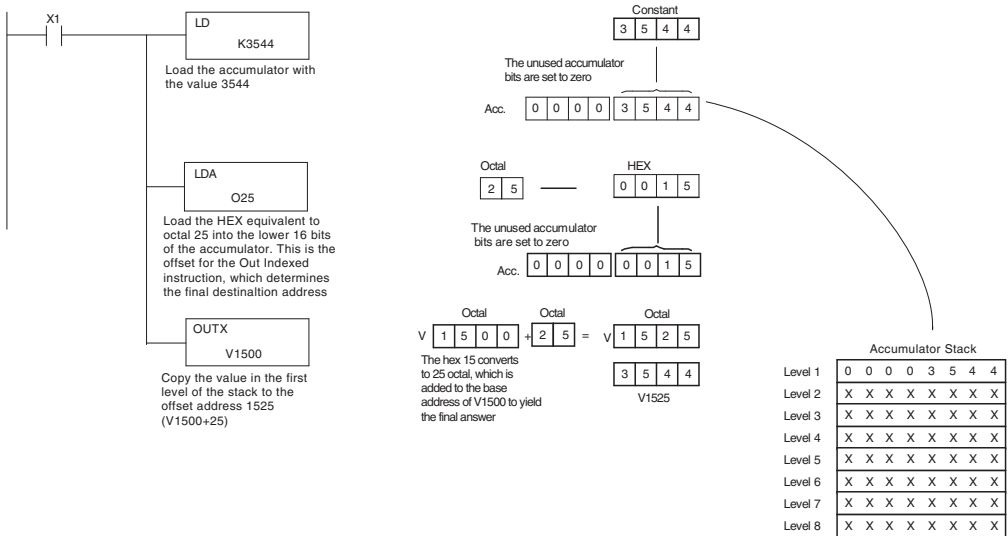 X1
LD
K3544
Load the accumulator with
the value 3544
LDA
O25
Load the HEX equivalent to
octal 25 into the lower 16 bits
of the accumulator. This is the
offset for the Out Indexed
instruction, which determines
the final destinaltion address
OUTX
V1500
Copy the value in the first
level of the stack to the
offset address 1525
(V1500+25)
Constant
3 5 4 4
The unused accumulator
bits are set to zero
Acc. 0 0 0 0 3 5 4 4
Octal HEX
2 5 0 0 1 5
The unused accumulator
bits are set to zero
Acc. 0 0 0 0 0 0 1 5
Octal Octal Octal
V 1 5 0 0 + 2 5 = V 1 5 2 5
The hex 15 converts
to 25 octal, which is
added to the base
address of V1500 to yield
the final answer
3 5 4 4
V1525
Accumulator Stack
Level 1 0 0 0 0 3 5 4 4
Level 2 X X X X X X X X
Level 3 X X X X X X X X
Level 4 X X X X X X X X
Level 5 X X X X X X X X
Level 6 X X X X X X X X
Level 7 X X X X X X X X
Level 8 X X X X X X X X